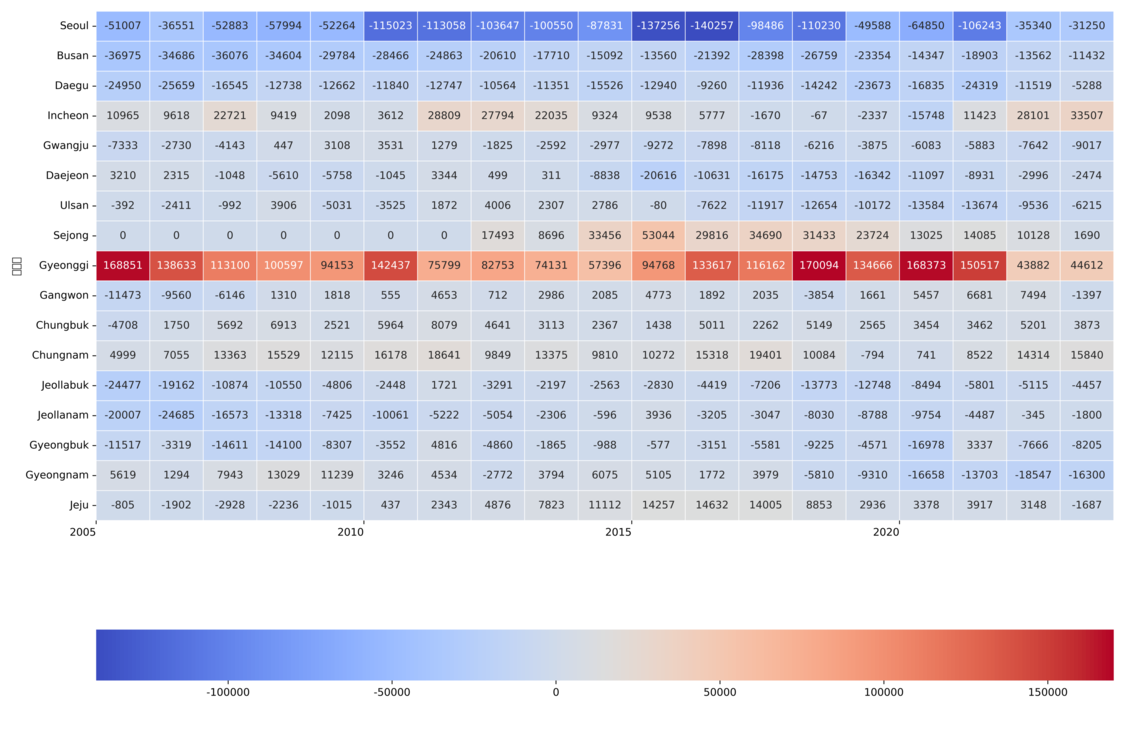 Seoul -51007 -36551 -52883 -57994 -52264 -115023 -113058 -103647 -100550 -87831 -137256 -140257 -98486 -110230 -49588 -64850 -106243 -35340 -31250
Busan -36975 -34686 -36076 -34604 -29784 -28466 -24863 -20610 -17710 -15092 -13560 -21392 -28398 -26759 -23354 -14347 -18903 -13562 -11432
Daegu -24950 -25659 -16545 -12738 -12662 -11840 -12747 -10564 -11351 -15526 -12940 -9260 -11936 -14242 -23673 -16835 -24319 -11519 -5288
Incheon 10965 9618 22721 9419 2098 3612 28809 27794 22035 9324 9538 5777 -1670 -67 -2337 -15748 11423 28101 33507
Gwangju -7333 -2730 -4143 447 3108 3531 1279 -1825 -2592 -2977 -9272 -7898 -8118 -6216 -3875 -6083 -5883 -7642 -9017
Daejeon 3210 2315 -1048 -5610 -5758 -1045 3344 499 311 -8838 -20616 -10631 -16175 -14753 -16342 -11097 -8931 -2996 -2474
Ulsan -392 -2411 -992 3906 -5031 -3525 1872 4006 2307 2786 -80 -7622 -11917 -12654 -10172 -13584 -13674 -9536 -6215
Sejong 0 0 0 0 0 0 0 17493 8696 33456 53044 29816 34690 31433 23724 13025 14085 10128 1690
Gyeonggi 168851 138633 113100 100597 94153 142437 75799 82753 74131 57396 94768 133617 116162 170094 134666 168373 150517 43882 44612
Gangwon -11473 -9560 -6146 1310 1818 555 4653 712 2986 2085 4773 1892 2035 -3854 1661 5457 6681 7494 -1397
Chungbuk -4708 1750 5692 6913 2521 5964 8079 4641 3113 2367 1438 5011 2262 5149 2565 3454 3462 5201 3873
Chungnam 4999 7055 13363 15529 12115 16178 18641 9849 13375 9810 10272 15318 19401 10084 -794 741 8522 14314 15840
Jeollabuk -24477 -19162 -10874 -10550 -4806 -2448 1721 -3291 -2197 -2563 -2830 -4419 -7206 -13773 -12748 -8494 -5801 -5115 -4457
Jeollanam -20007 -24685 -16573 -13318 -7425 -10061 -5222 -5054 -2306 -596 3936 -3205 -3047 -8030 -8788 -9754 -4487 -345 -1800
Gyeongbuk -11517 -3319 -14611 -14100 -8307 -3552 4816 -4860 -1865 -988 -577 -3151 -5581 -9225 -4571 -16978 3337 -7666 -8205
Gyeongnam 5619 1294 7943 13029 11239 3246 4534 -2772 3794 6075 5105 1772 3979 -5810 -9310 -16658 -13703 -18547 -16300
Jeju -805 -1902 -2928 -2236 -1015 437 2343 4876 7823 11112 14257 14632 14005 8853 2936 3378 3917 3148 -1687
2005 2010 2015 2020
-100000 -50000 0 50000 100000 150000